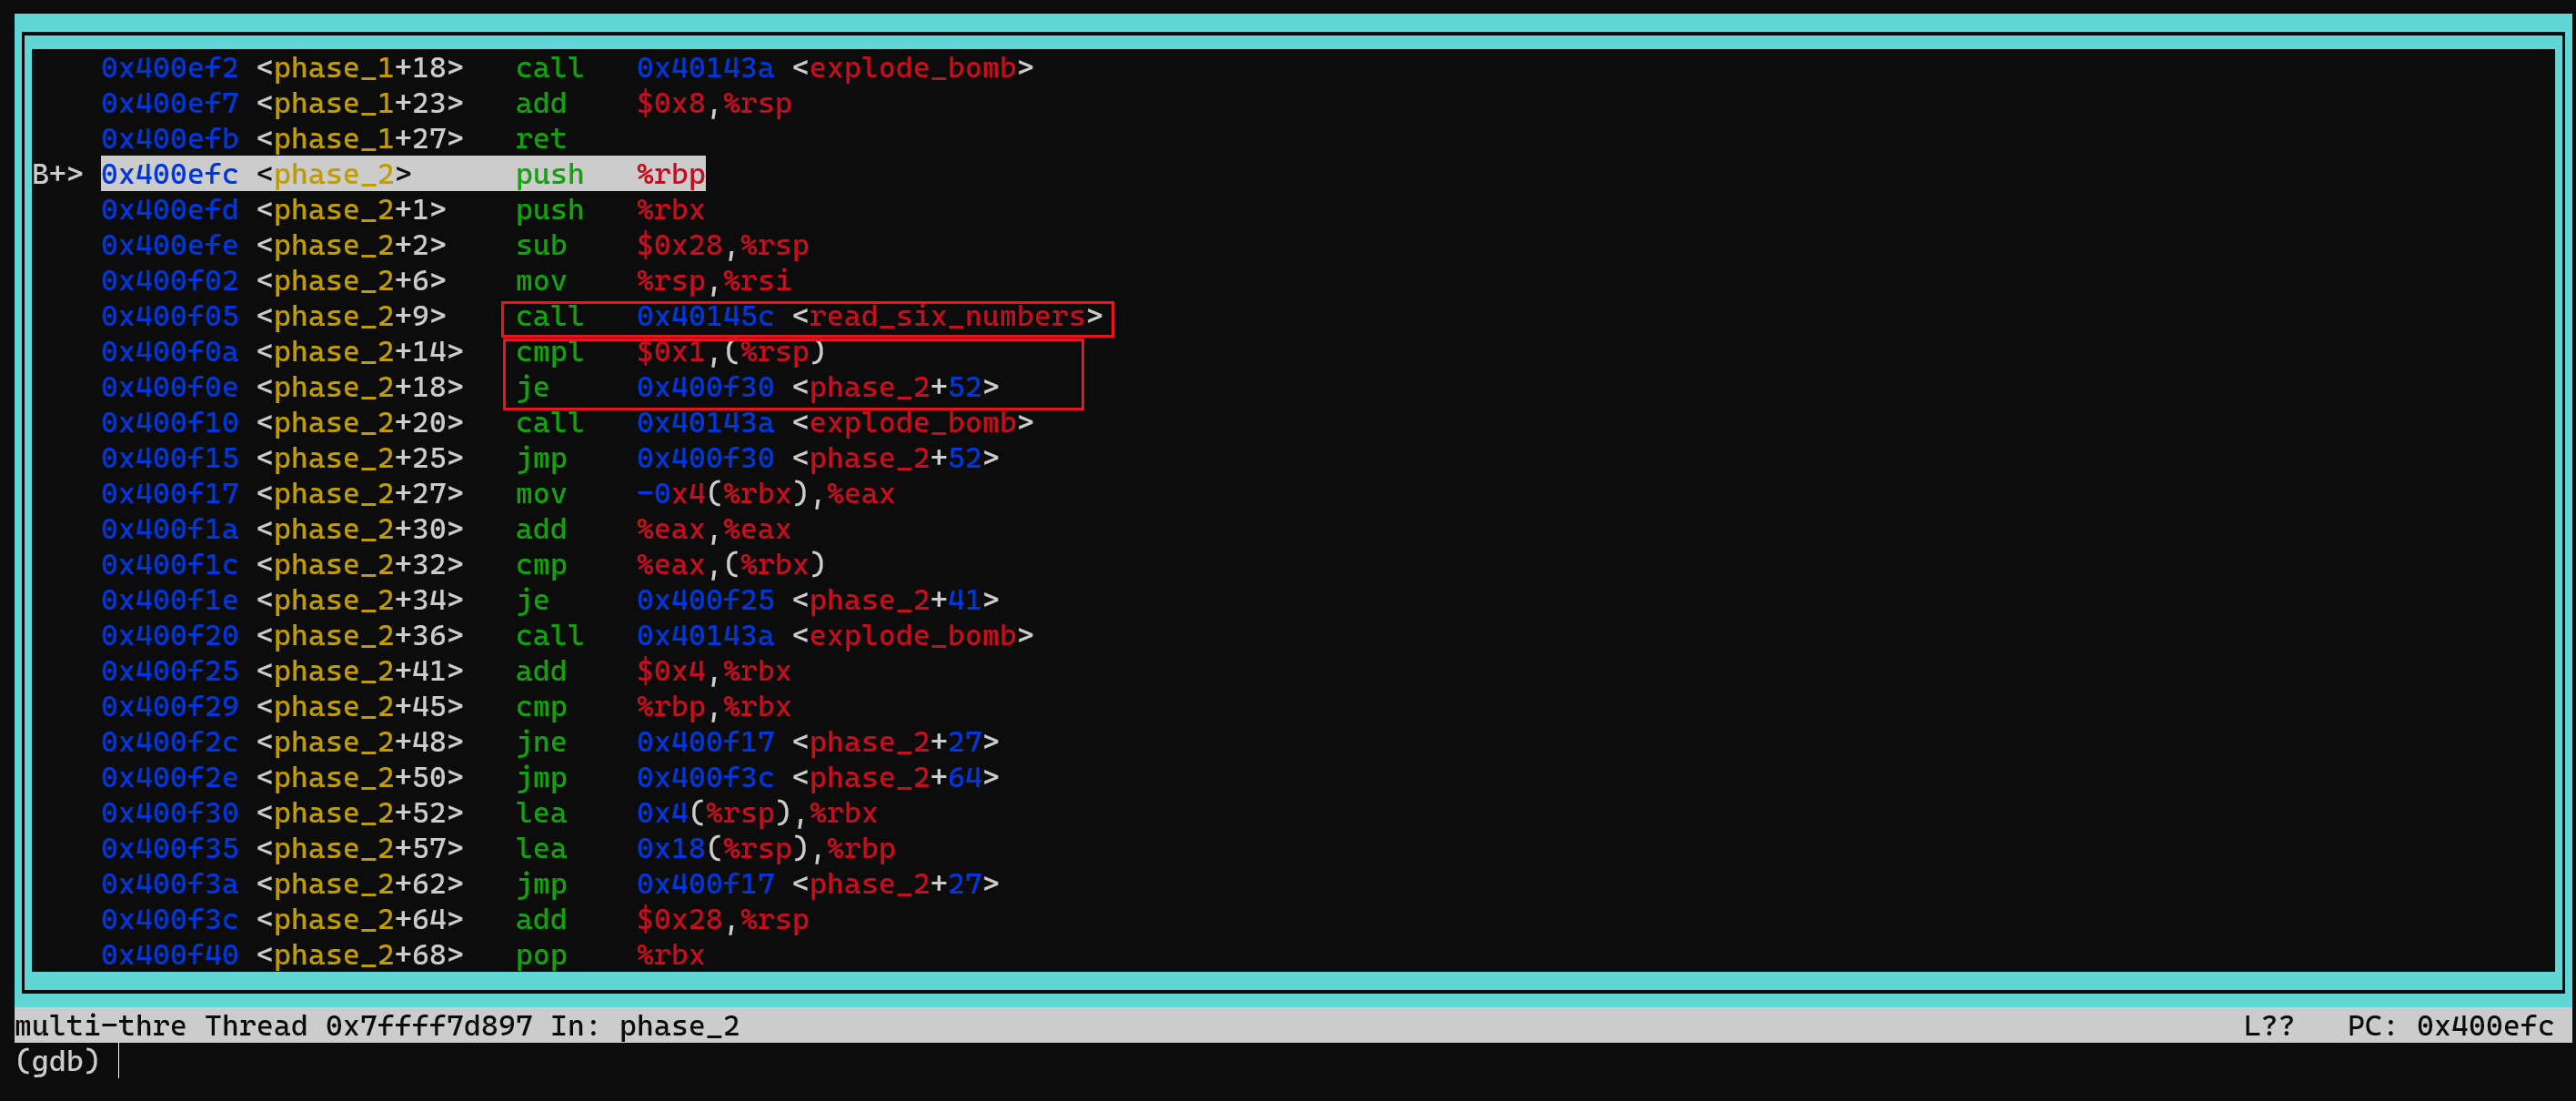 0x400ef2 <phase_1+18> call 0x40143a <explode_bomb>
0x400ef7 <phase_1+23> add $0x8,%rsp
0x400efb <phase_1+27> ret
B+> 0x400efc <phase_2> push %rbp
0x400efd <phase_2+1> push %rbx
0x400efe <phase_2+2> sub $0x28,%rsp
0x400f02 <phase_2+6> mov %rsp,%rsi
0x400f05 <phase_2+9> call 0x40145c <read_six_numbers>
0x400f0a <phase_2+14> cmpl $0x1,(%rsp)
0x400f0e <phase_2+18> je 0x400f30 <phase_2+52>
0x400f10 <phase_2+20> call 0x40143a <explode_bomb>
0x400f15 <phase_2+25> jmp 0x400f30 <phase_2+52>
0x400f17 <phase_2+27> mov -0x4(%rbx),%eax
0x400f1a <phase_2+30> add %eax,%eax
0x400f1c <phase_2+32> cmp %eax,(%rbx)
0x400f1e <phase_2+34> je 0x400f25 <phase_2+41>
0x400f20 <phase_2+36> call 0x40143a <explode_bomb>
0x400f25 <phase_2+41> add $0x4,%rbx
0x400f29 <phase_2+45> cmp %rbp,%rbx
0x400f2c <phase_2+48> jne 0x400f17 <phase_2+27>
0x400f2e <phase_2+50> jmp 0x400f3c <phase_2+64>
0x400f30 <phase_2+52> lea 0x4(%rsp),%rbx
0x400f35 <phase_2+57> lea 0x18(%rsp),%rbp
0x400f3a <phase_2+62> jmp 0x400f17 <phase_2+27>
0x400f3c <phase_2+64> add $0x28,%rsp
0x400f40 <phase_2+68> pop %rbx
multi-thre Thread 0x7ffff7d897 In: phase_2 L?? PC: 0x400efc
(gdb)